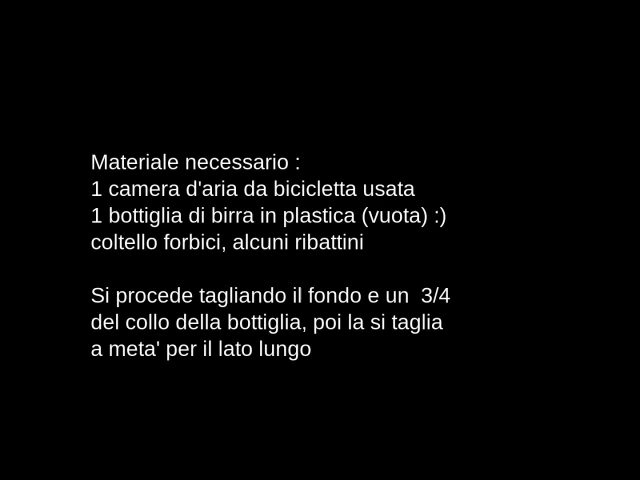 Materiale necessario :
1 camera d'aria da bicicletta usata
1 bottiglia di birra in plastica (vuota) :)
coltello forbici, alcuni ribattini
Si procede tagliando il fondo e un  3/4
del collo della bottiglia, poi la si taglia
a meta' per il lato lungo